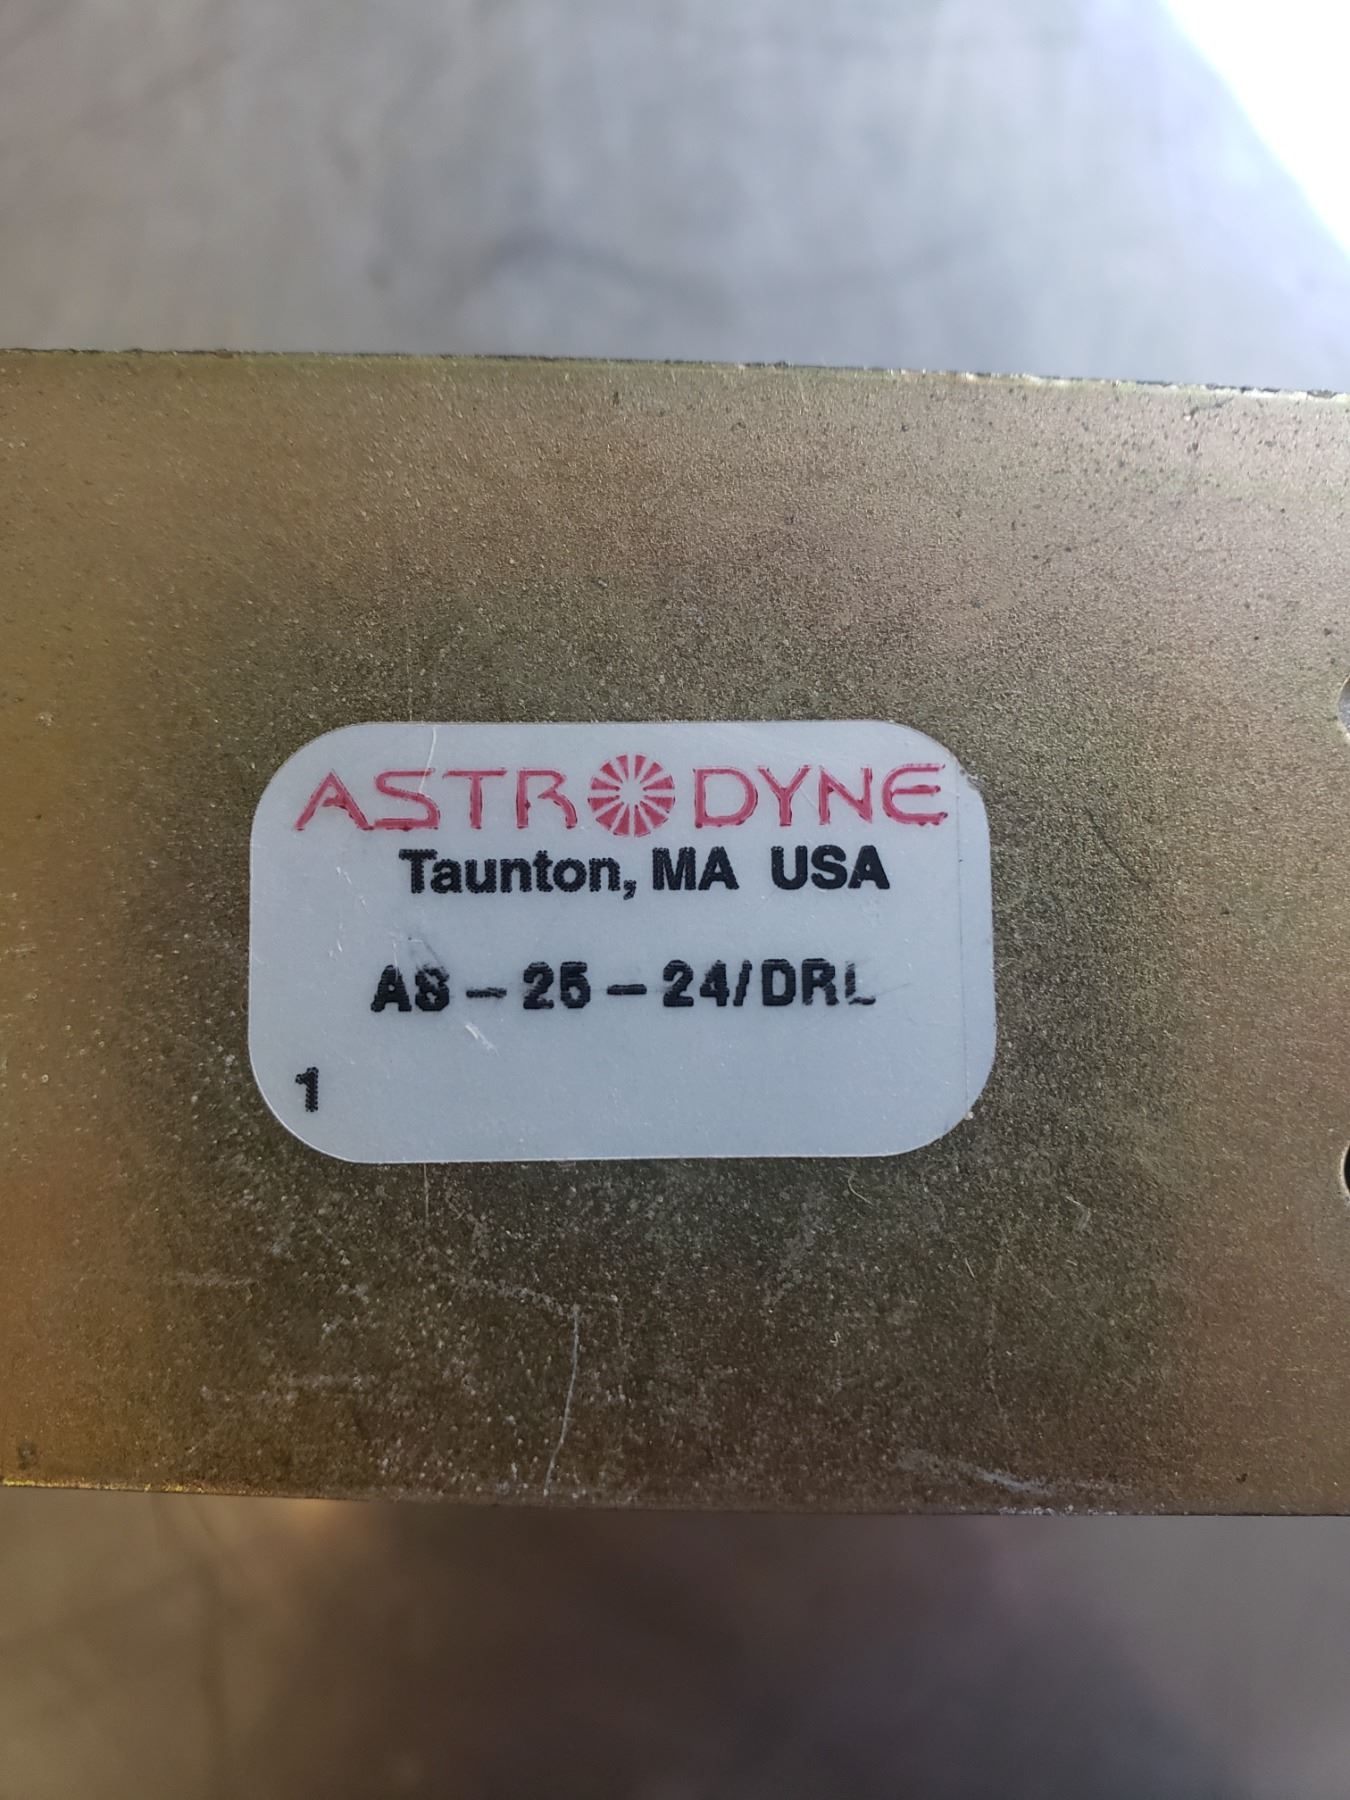 ASTRODYNE
Taunton, MA USA
AS-25-24/DRL
1